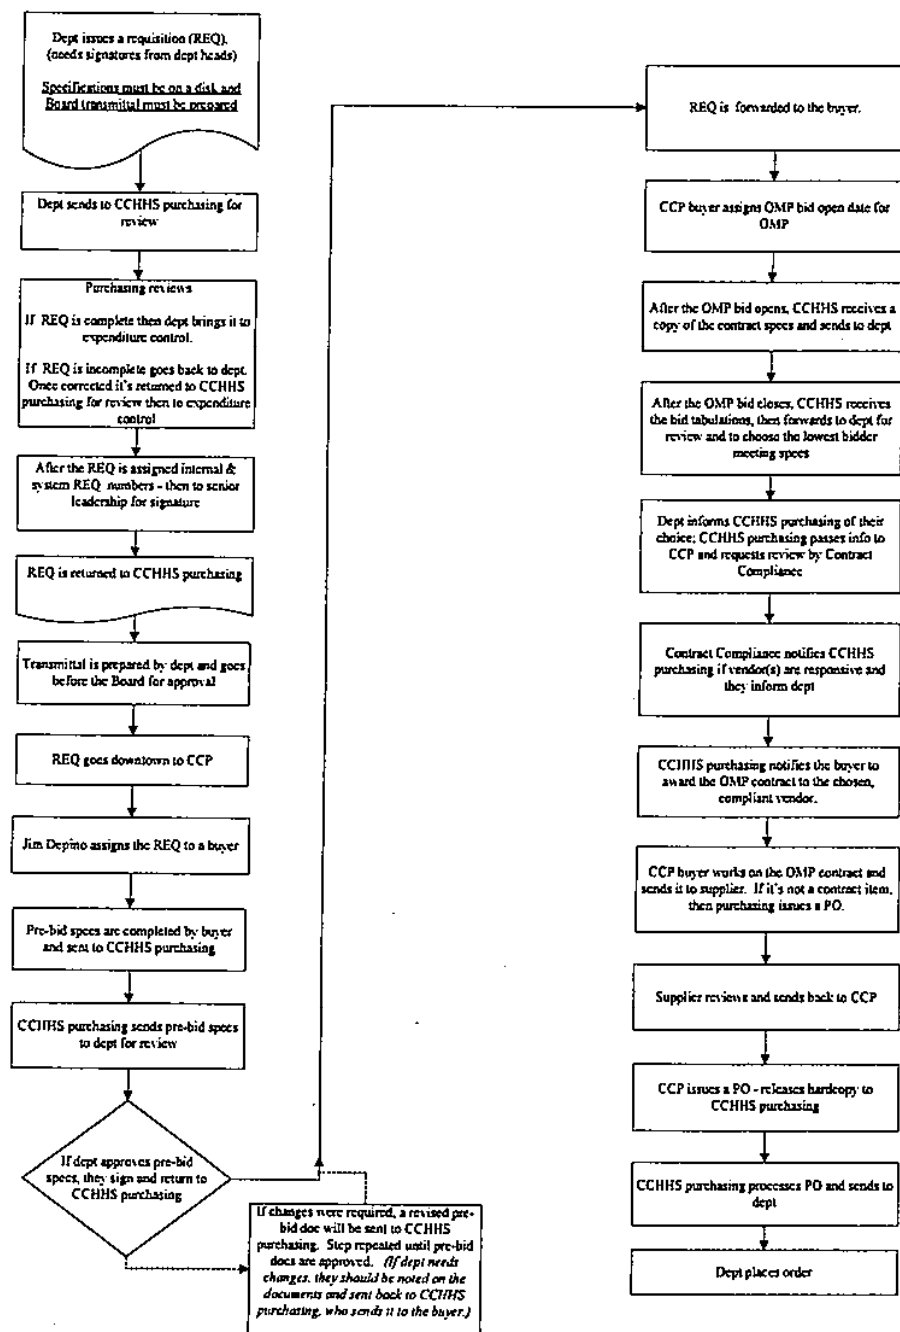 Dept issues a requisition (REQ).
(needs signatures from dept heads)
Specifications must be on a disk and
Board transmittal must be prepared
Dept sends to CCHHS purchasing for
review
Purchasing reviews
If REQ is complete then dept brings it to
expenditure control.
If REQ is incomplete goes back to dept.
Once corrected it's returned to CCHHS
purchasing for review then to expenditure
control
After the REQ is assigned internal &
system REQ numbers - then to senior
leadership for signature
REQ is returned to CCHHS purchasing
Transmittal is prepared by dept and goes
before the Board for approval
REQ goes downtown to CCP
Jim Depino assigns the REQ to a buyer
Pre-bid specs are completed by buyer
and sent to CCHHS purchasing
CCHHS purchasing sends pre-bid specs
to dept for review
If dept approves pre-bid
specs, they sign and return to
CCHHS purchasing
If changes were required, a revised pre-
bid doc will be sent to CCHHS
purchasing. Step repeated until pre-bid
docs are approved. (If dept needs
changes, they should be noted on the
documents and sent back to CCHHS
purchasing, who sends it to the buyer.)
REQ is forwarded to the buyer.
CCP buyer assigns OMP bid open date for
OMP
After the OMP bid opens, CCHHS receives a
copy of the contract specs and sends to dept
After the OMP bid closes, CCHHS receives
the bid tabulations, then forwards to dept for
review and to choose the lowest bidder
meeting specs
Dept informs CCHHS purchasing of their
choice; CCHHS purchasing passes info to
CCP and requests review by Contract
Compliance
Contract Compliance notifies CCHHS
purchasing if vendor(s) are responsive and
they inform dept
CCHHS purchasing notifies the buyer to
award the OMP contract to the chosen,
compliant vendor.
CCP buyer works on the OMP contract and
sends it to supplier. If it's not a contract item,
then purchasing issues a PO.
Supplier reviews and sends back to CCP
CCP issues a PO - releases hardcopy to
CCHHS purchasing
CCHHS purchasing processes PO and sends to
dept
Dept places order